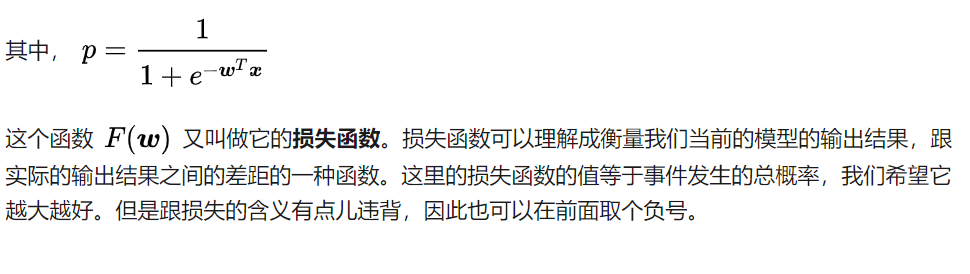 其中， $p = \frac{1}{1 + e^{-\boldsymbol{w}^T \boldsymbol{x}}}$
这个函数 $F(\boldsymbol{w})$ 又叫做它的损失函数。损失函数可以理解成衡量我们当前的模型的输出结果，跟
实际的输出结果之间的差距的一种函数。这里的损失函数的值等于事件发生的总概率，我们希望它
越大越好。但是跟损失的含义有点儿违背，因此也可以在前面取个负号。